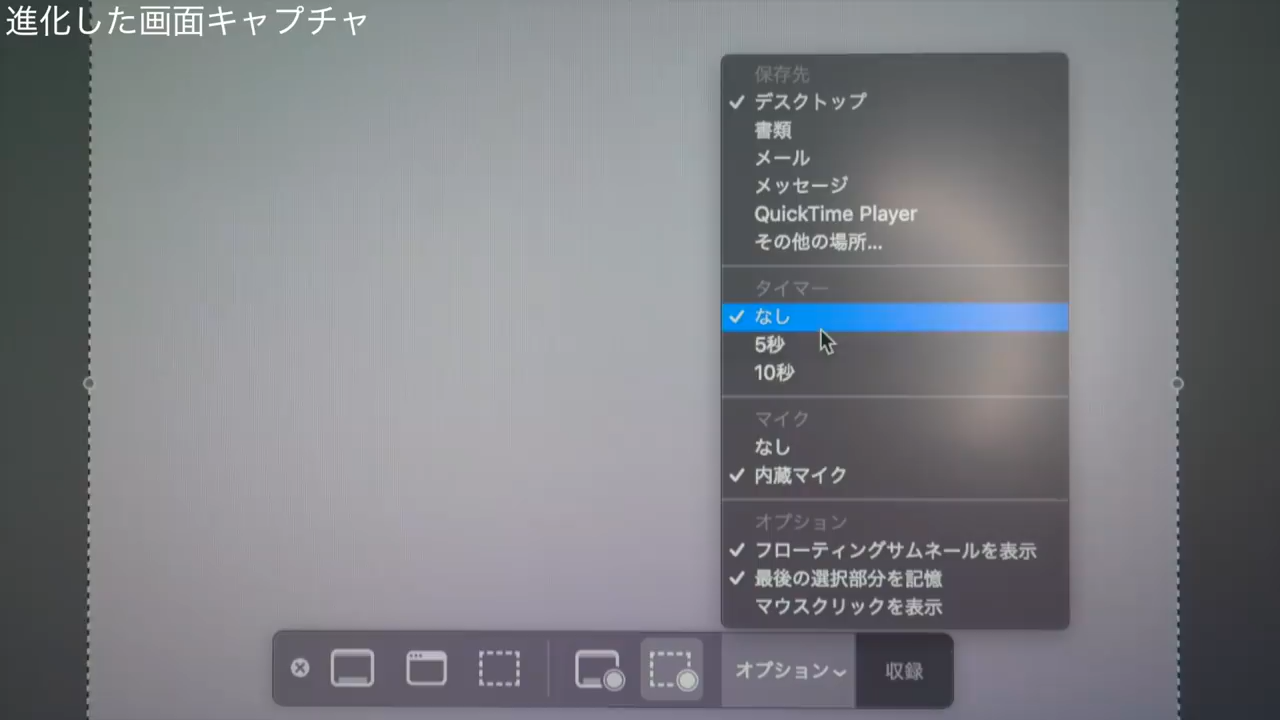 進化した画面キャプチャ
保存先
デスクトップ
書類
メール
メッセージ
QuickTime Player
その他の場所...
タイマー
なし
5秒
10秒
マイク
なし
内蔵マイク
オプション
フローティングサムネールを表示
最後の選択部分を記憶
マウスクリックを表示
オプション
収録